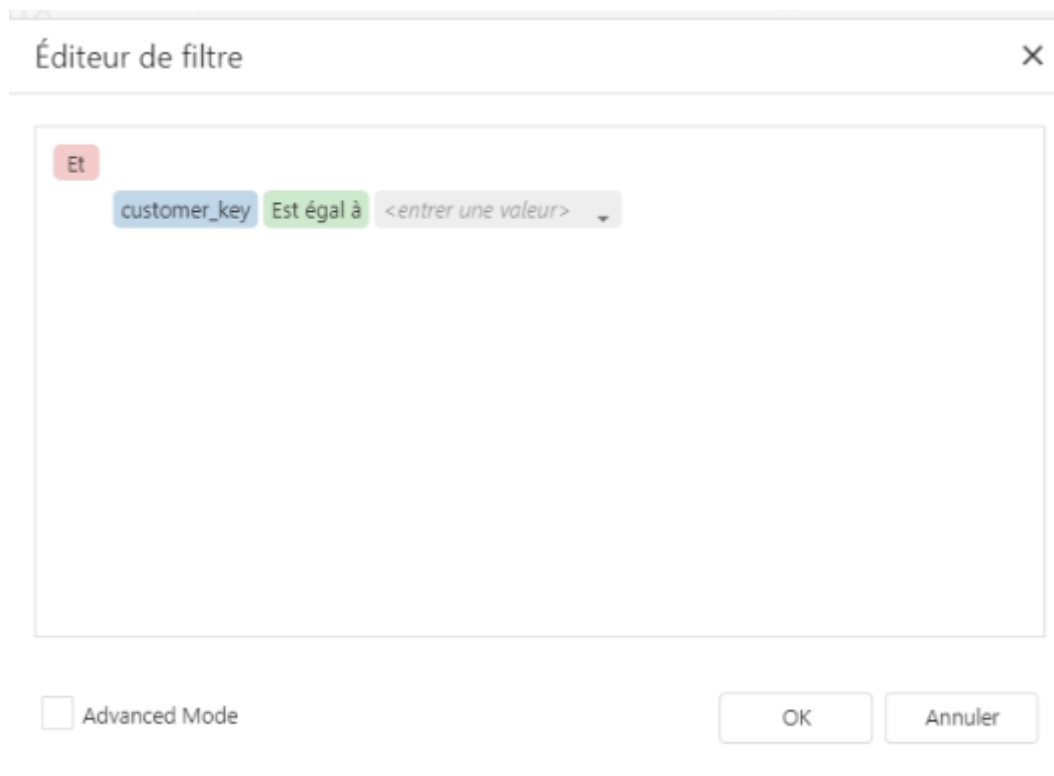 Éditeur de filtre
Et
customer_key Est égal à <entrer une valeur>
Advanced Mode OK Annuler